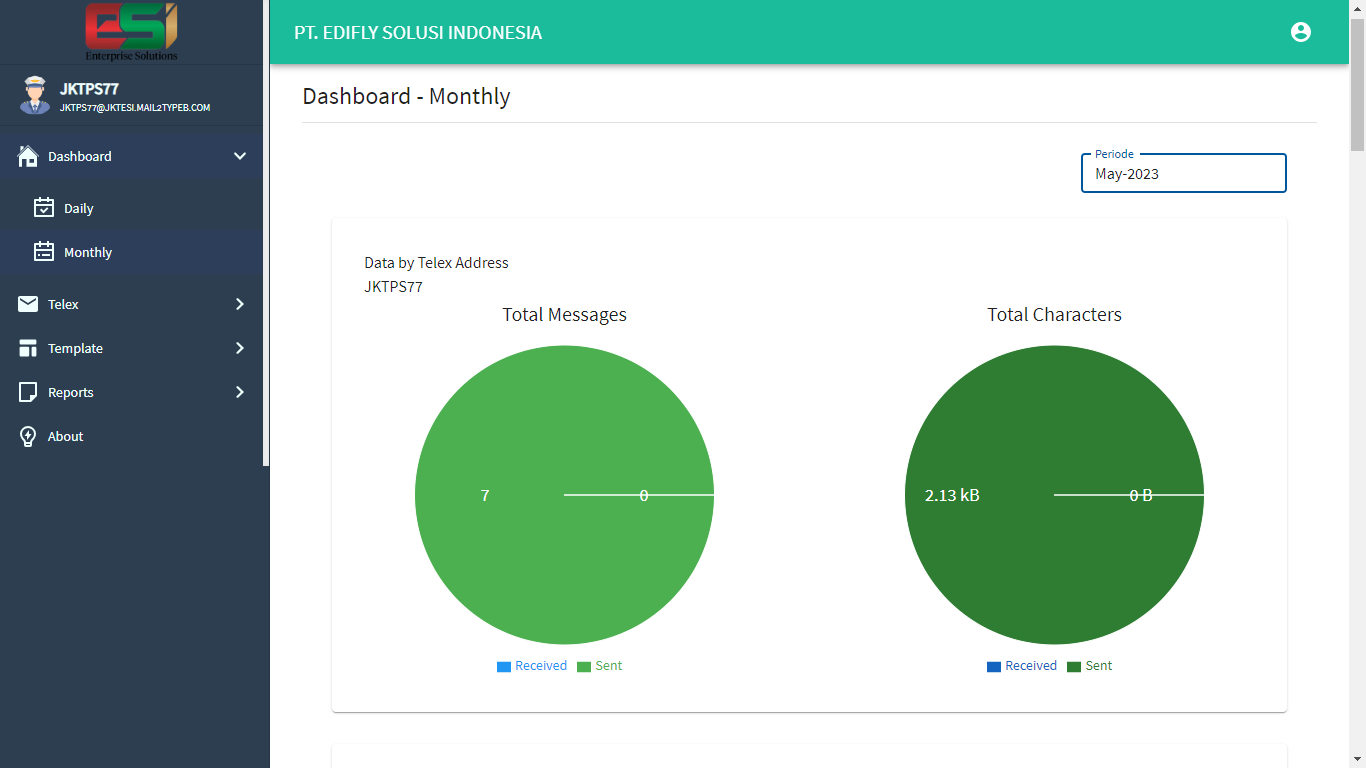 ESi
Enterprise Solutions
JKTPS77
JKTPS77@JKTESI.MAIL2TYPEB.COM
Dashboard
Daily
Monthly
Telex
Template
Reports
About
PT. EDIFLY SOLUSI INDONESIA
Dashboard - Monthly
Periode
May-2023
Data by Telex Address
JKTPS77
Total Messages
7 0
Received Sent
Total Characters
2.13 kB 0 B
Received Sent